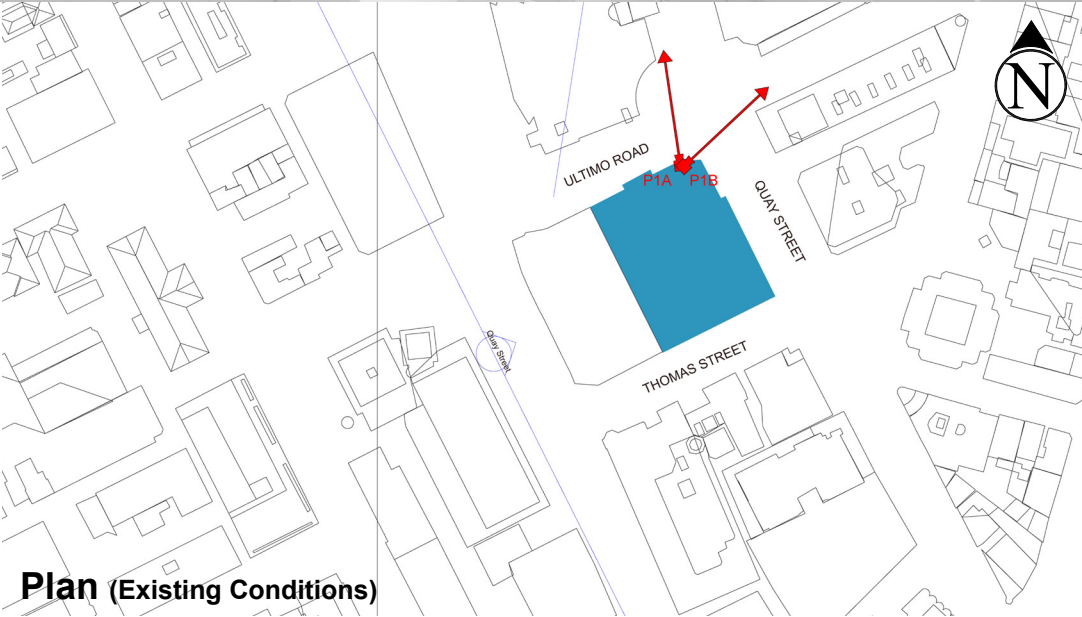 N
ULTIMO ROAD
P1A P1B
QUAY STREET
Quay Street
THOMAS STREET
Plan (Existing Conditions)